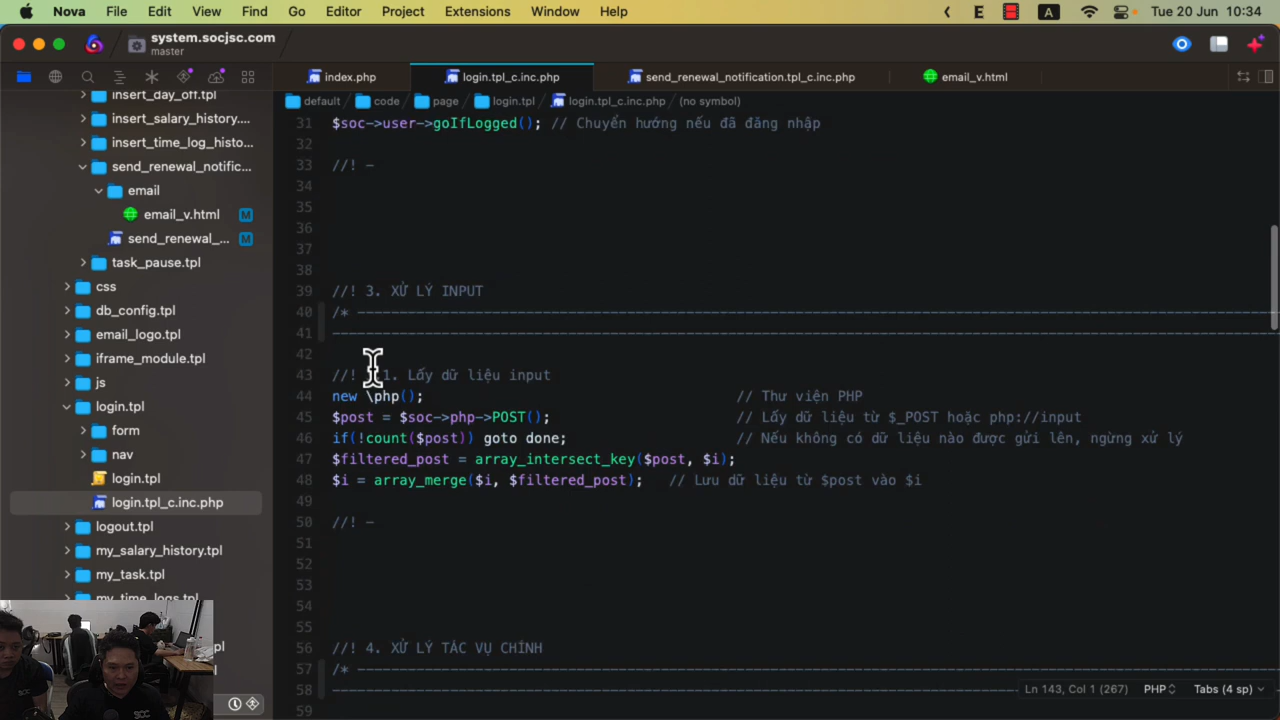 Nova File Edit View Find Go Editor Project Extensions Window Help
E A Tue 20 Jun 10:34
system.socjsc.com
master
index.php login.tpl_c.inc.php send_renewal_notification.tpl_c.inc.php email_v.html
default code page login.tpl login.tpl_c.inc.php (no symbol)
insert_day_off.tpl
insert_salary_history....
insert_time_log_histo...
send_renewal_notific...
email
email_v.html M
send_renewal_... M
task_pause.tpl
css
db_config.tpl
email_logo.tpl
iframe_module.tpl
js
login.tpl
form
nav
login.tpl
login.tpl_c.inc.php
logout.tpl
my_salary_history.tpl
my_task.tpl
my_time_logs.tpl
31 $soc->user->goIfLogged(); // Chuyển hướng nếu đã đăng nhập
32
33 //! –
34
35
36
37
38
39 //! 3. XỬ LÝ INPUT
40 /* ----------------------------------------
41 ----------------------------------------
42
43 //! 1. Lấy dữ liệu input
44 new \php(); // Thư viện PHP
45 $post = $soc->php->POST(); // Lấy dữ liệu từ $_POST hoặc php://input
46 if(!count($post)) goto done; // Nếu không có dữ liệu nào được gửi lên, ngừng xử lý
47 $filtered_post = array_intersect_key($post, $i);
48 $i = array_merge($i, $filtered_post); // Lưu dữ liệu từ $post vào $i
49
50 //! –
51
52
53
54
55
56 //! 4. XỬ LÝ TÁC VỤ CHÍNH
57 /* ----------------------------------------
58 ----------------------------------------
59
Ln 143, Col 1 (267) PHP Tabs (4 sp)